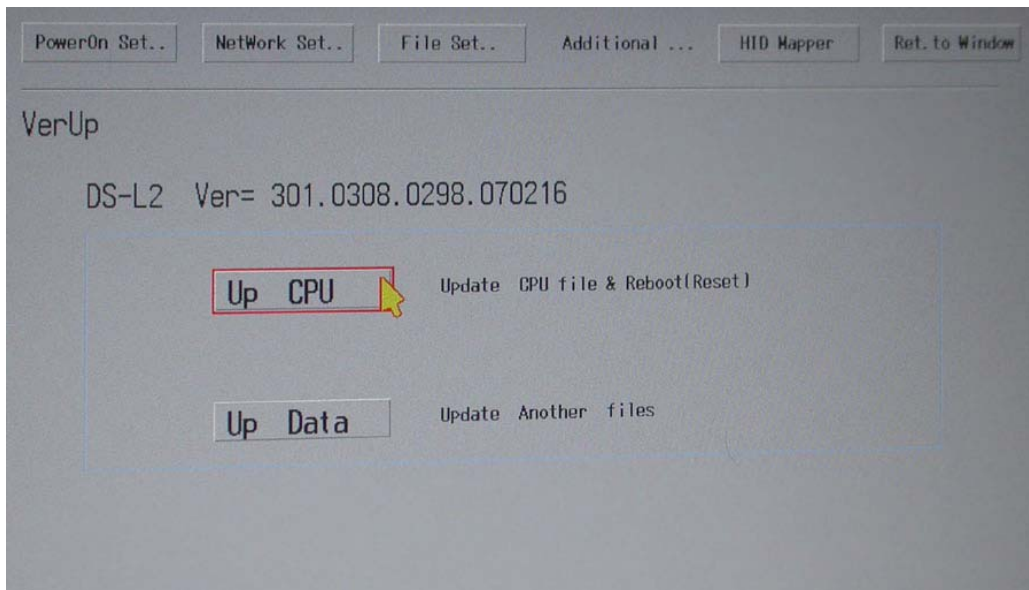 PowerOn Set.. NetWork Set.. File Set.. Additional ... HID Mapper Ret.to Window
VerUp
DS-L2 Ver= 301.0308.0298.070216
Up CPU Update CPU file & Reboot(Reset)
Up Data Update Another files